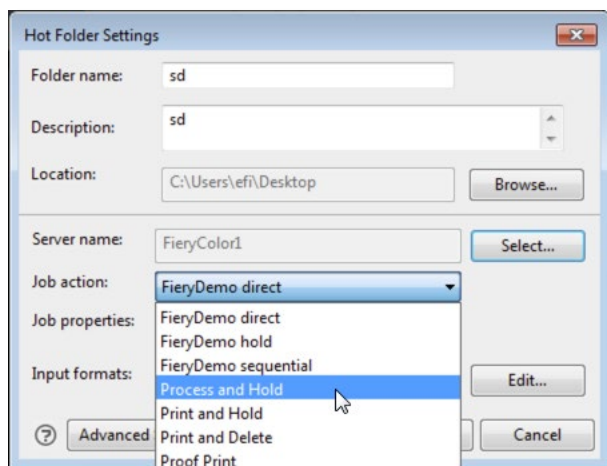 Hot Folder Settings
Folder name: sd
Description: sd
Location: C:\Users\efi\Desktop Browse...
Server name: FieryColor1 Select...
Job action: FieryDemo direct
Job properties: FieryDemo direct
FieryDemo hold
FieryDemo sequential
Input formats: Process and Hold Edit...
Print and Hold
? Advanced Print and Delete Cancel
Proof Print